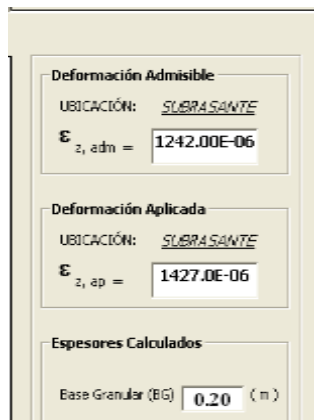 Deformación Admisible
UBICACIÓN: SUBRASANTE
ε z, adm = 1242.00E-06
Deformación Aplicada
UBICACIÓN: SUBRASANTE
ε z, ap = 1427.0E-06
Espesores Calculados
Base Granular (BG) 0.20 (m)